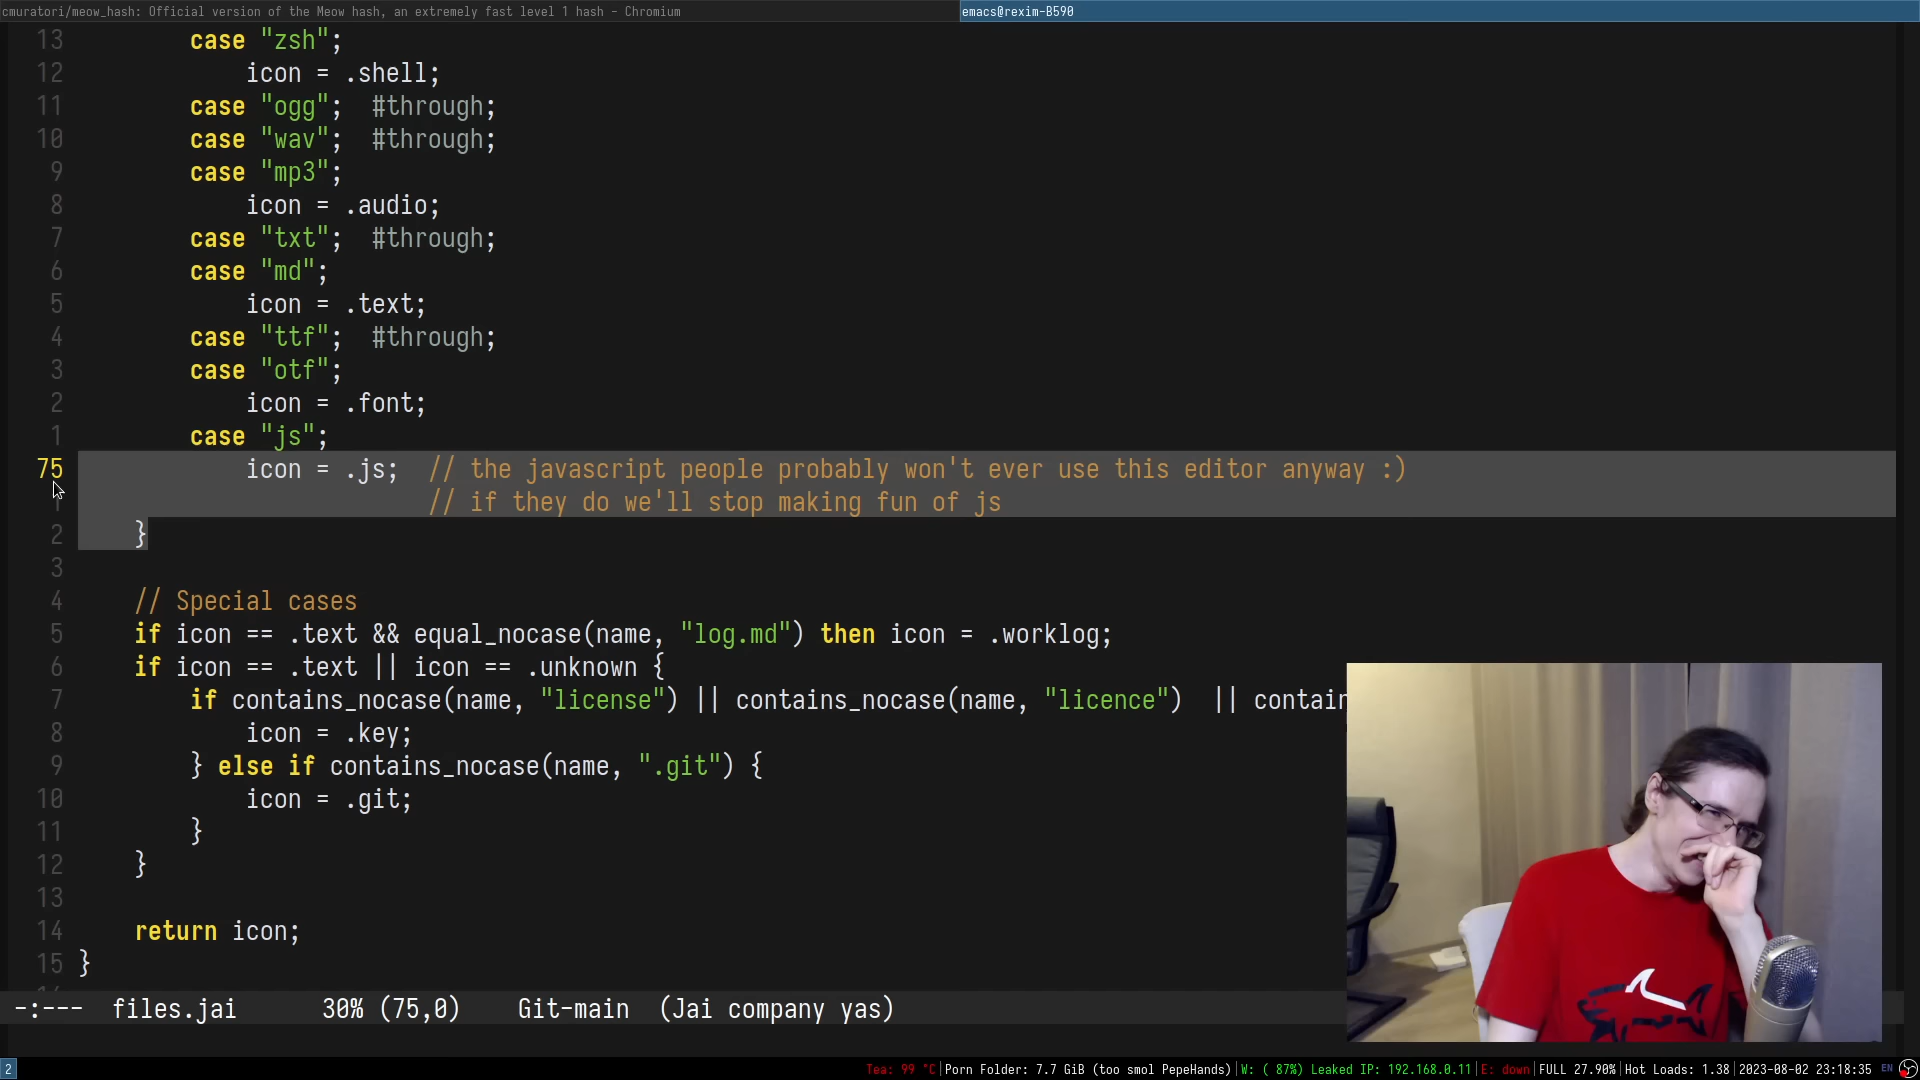 cmuratori/meow_hash: Official version of the Meow hash, an extremely fast level 1 hash - Chromium
emacs@rexim-B590
13 case "zsh";
12 icon = .shell;
11 case "ogg"; #through;
10 case "wav"; #through;
9 case "mp3";
8 icon = .audio;
7 case "txt"; #through;
6 case "md";
5 icon = .text;
4 case "ttf"; #through;
3 case "otf";
2 icon = .font;
1 case "js";
75 icon = .js; // the javascript people probably won't ever use this editor anyway :)
1 // if they do we'll stop making fun of js
2 }
3
4 // Special cases
5 if icon == .text && equal_nocase(name, "log.md") then icon = .worklog;
6 if icon == .text || icon == .unknown {
7 if contains_nocase(name, "license") || contains_nocase(name, "licence") || contain
8 icon = .key;
9 } else if contains_nocase(name, ".git") {
10 icon = .git;
11 }
12 }
13
14 return icon;
15 }
-:--- files.jai 30% (75,0) Git-main (Jai company yas)
2 Tea: 99 °C|Porn Folder: 7.7 GiB (too smol PepeHands)|W: ( 87%) Leaked IP: 192.168.0.11|E: down|FULL 27.90%|Hot Loads: 1.38|2023-08-02 23:18:35 EN